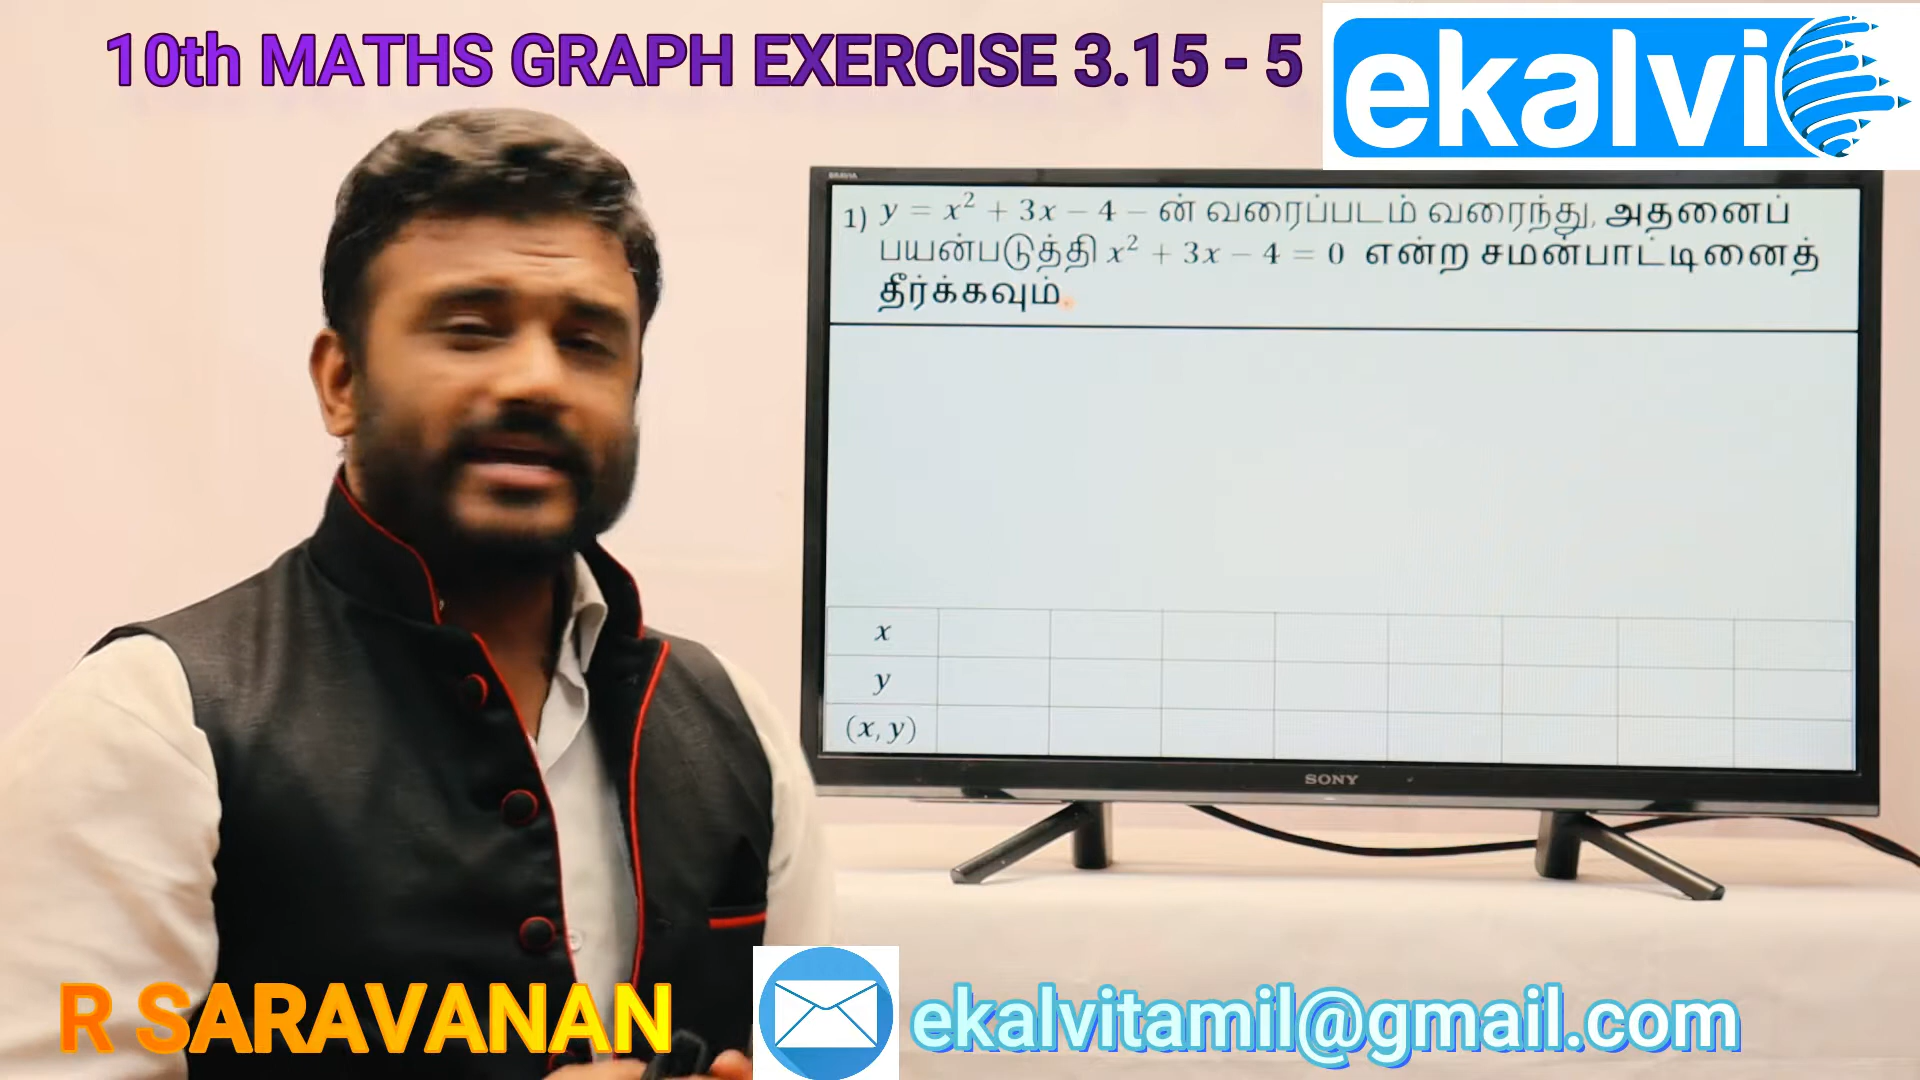 10th MATHS GRAPH EXERCISE 3.15 - 5
ekalvi
BRAVIA
1) y = x² + 3x − 4 − ன் வரைப்படம் வரைந்து, அதனைப்
பயன்படுத்தி x² + 3x − 4 = 0 என்ற சமன்பாட்டினைத்
தீர்க்கவும்.
x
y
(x, y)
SONY
R SARAVANAN
ekalvitamil@gmail.com